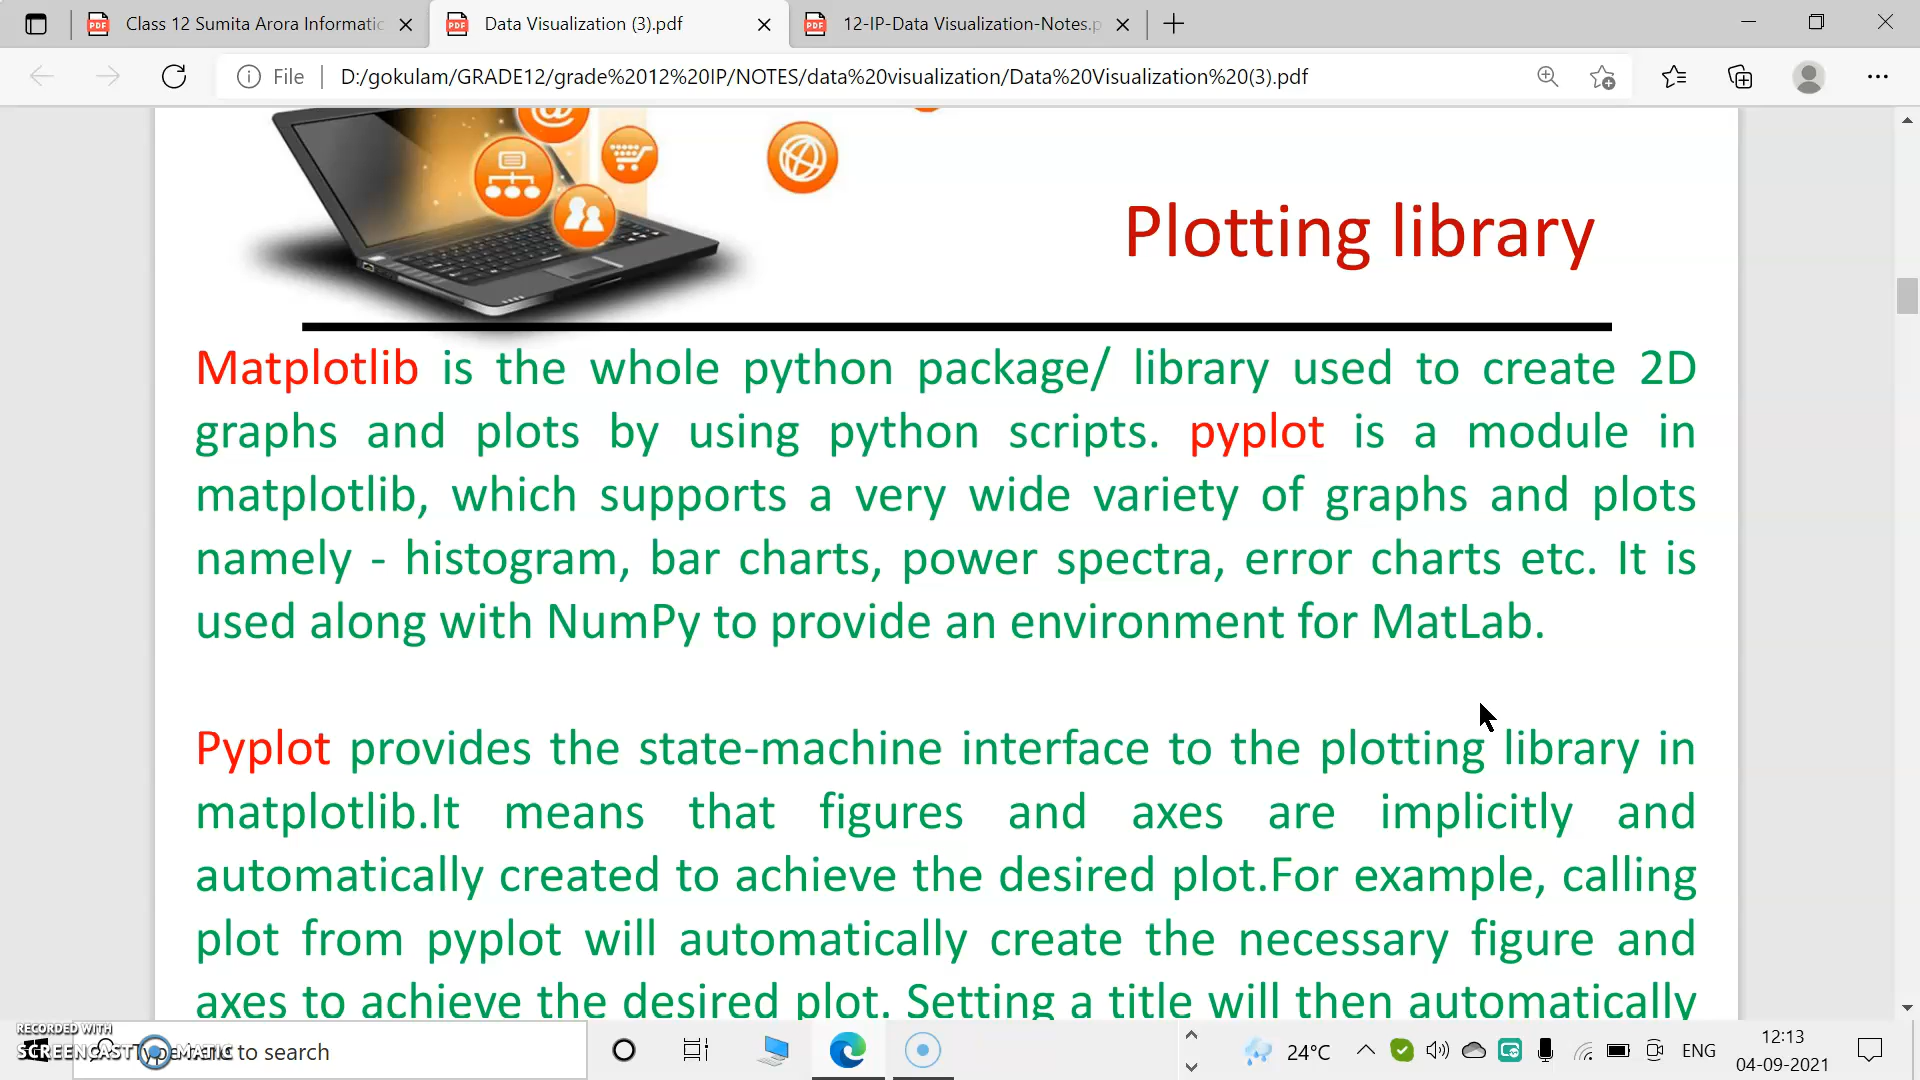 Class 12 Sumita Arora Informatic
Data Visualization (3).pdf
12-IP-Data Visualization-Notes.p
File
D:/gokulam/GRADE12/grade%2012%20IP/NOTES/data%20visualization/Data%20Visualization%20(3).pdf
Plotting library
Matplotlib is the whole python package/ library used to create 2D
graphs and plots by using python scripts. pyplot is a module in
matplotlib, which supports a very wide variety of graphs and plots
namely - histogram, bar charts, power spectra, error charts etc. It is
used along with NumPy to provide an environment for MatLab.
Pyplot provides the state-machine interface to the plotting library in
matplotlib.It means that figures and axes are implicitly and
automatically created to achieve the desired plot.For example, calling
plot from pyplot will automatically create the necessary figure and
axes to achieve the desired plot. Setting a title will then automatically
RECORDED WITH
SCREENCAST MATIC
Type here to search
24°C
ENG
12:13
04-09-2021